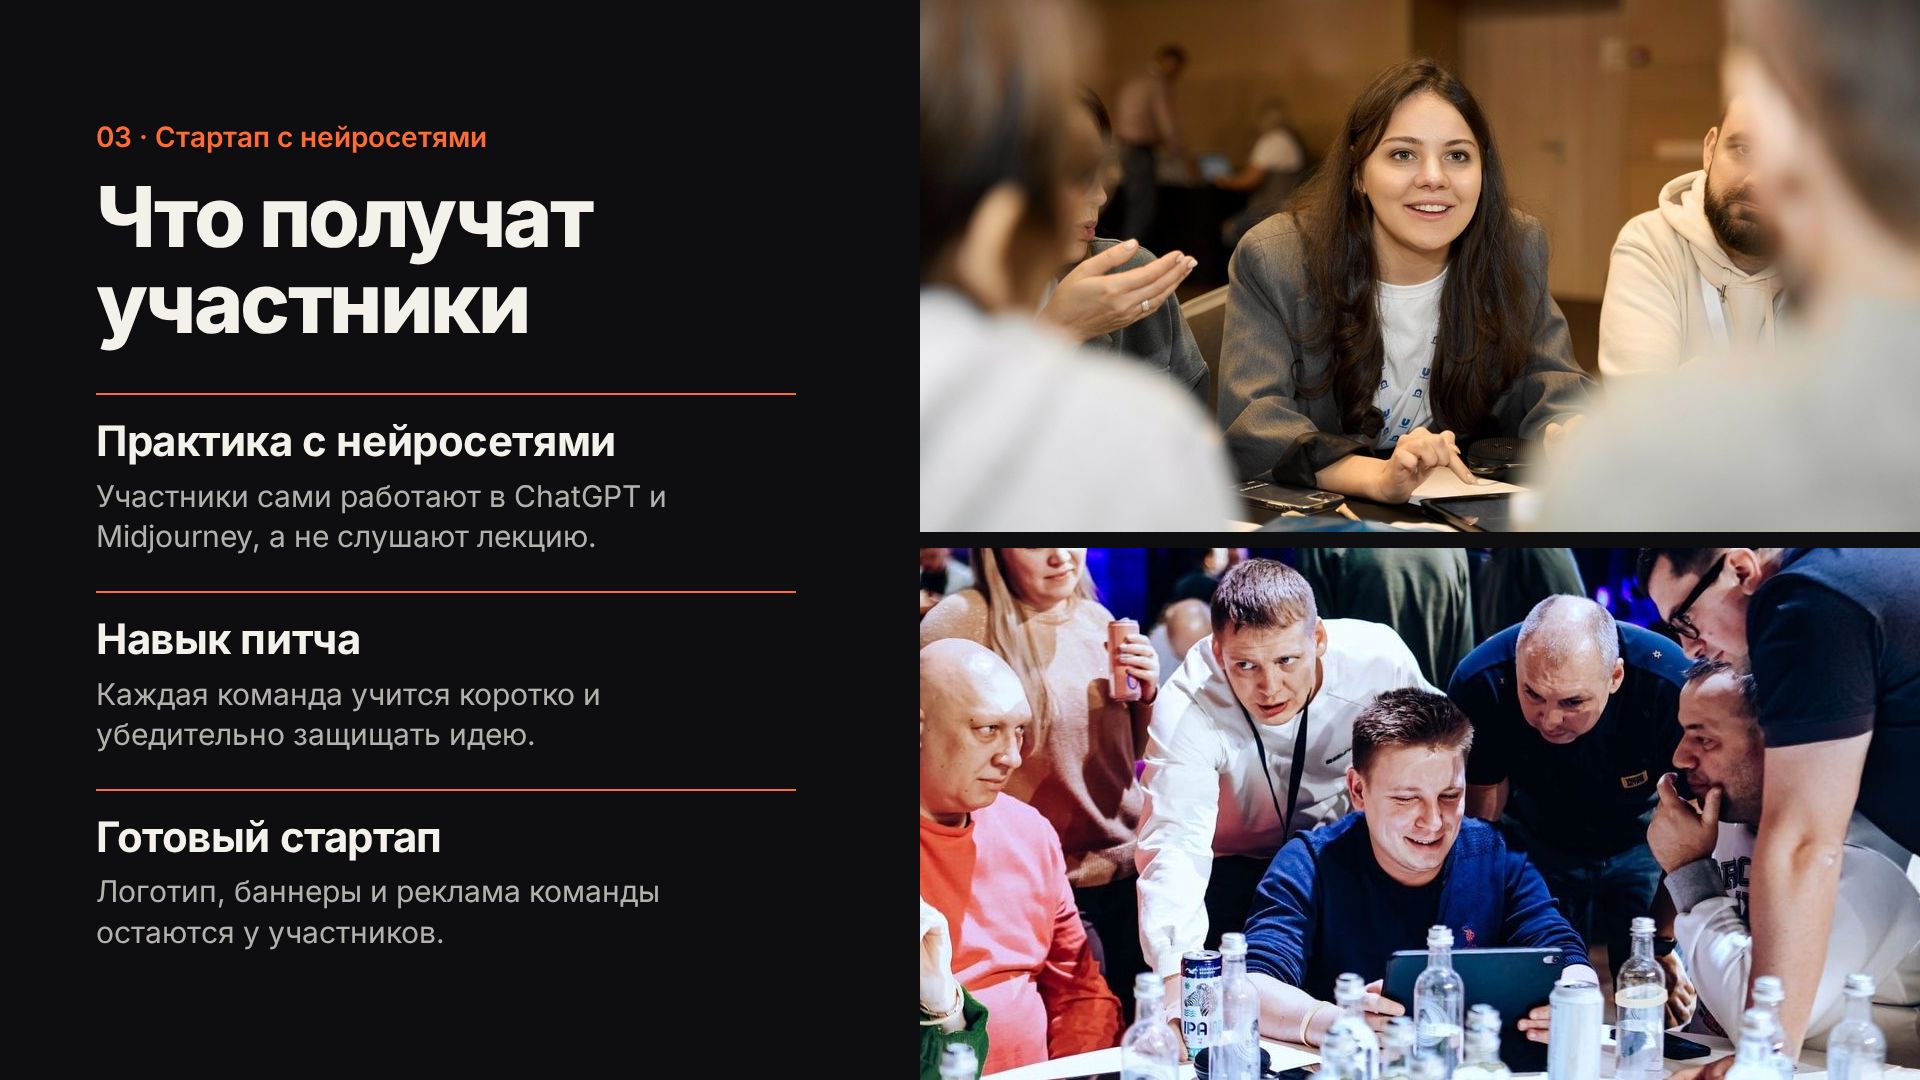 03 · Стартап с нейросетями
Что получат
участники
Практика с нейросетями
Участники сами работают в ChatGPT и
Midjourney, а не слушают лекцию.
Навык питча
Каждая команда учится коротко и
убедительно защищать идею.
Готовый стартап
Логотип, баннеры и реклама команды
остаются у участников.
IPA